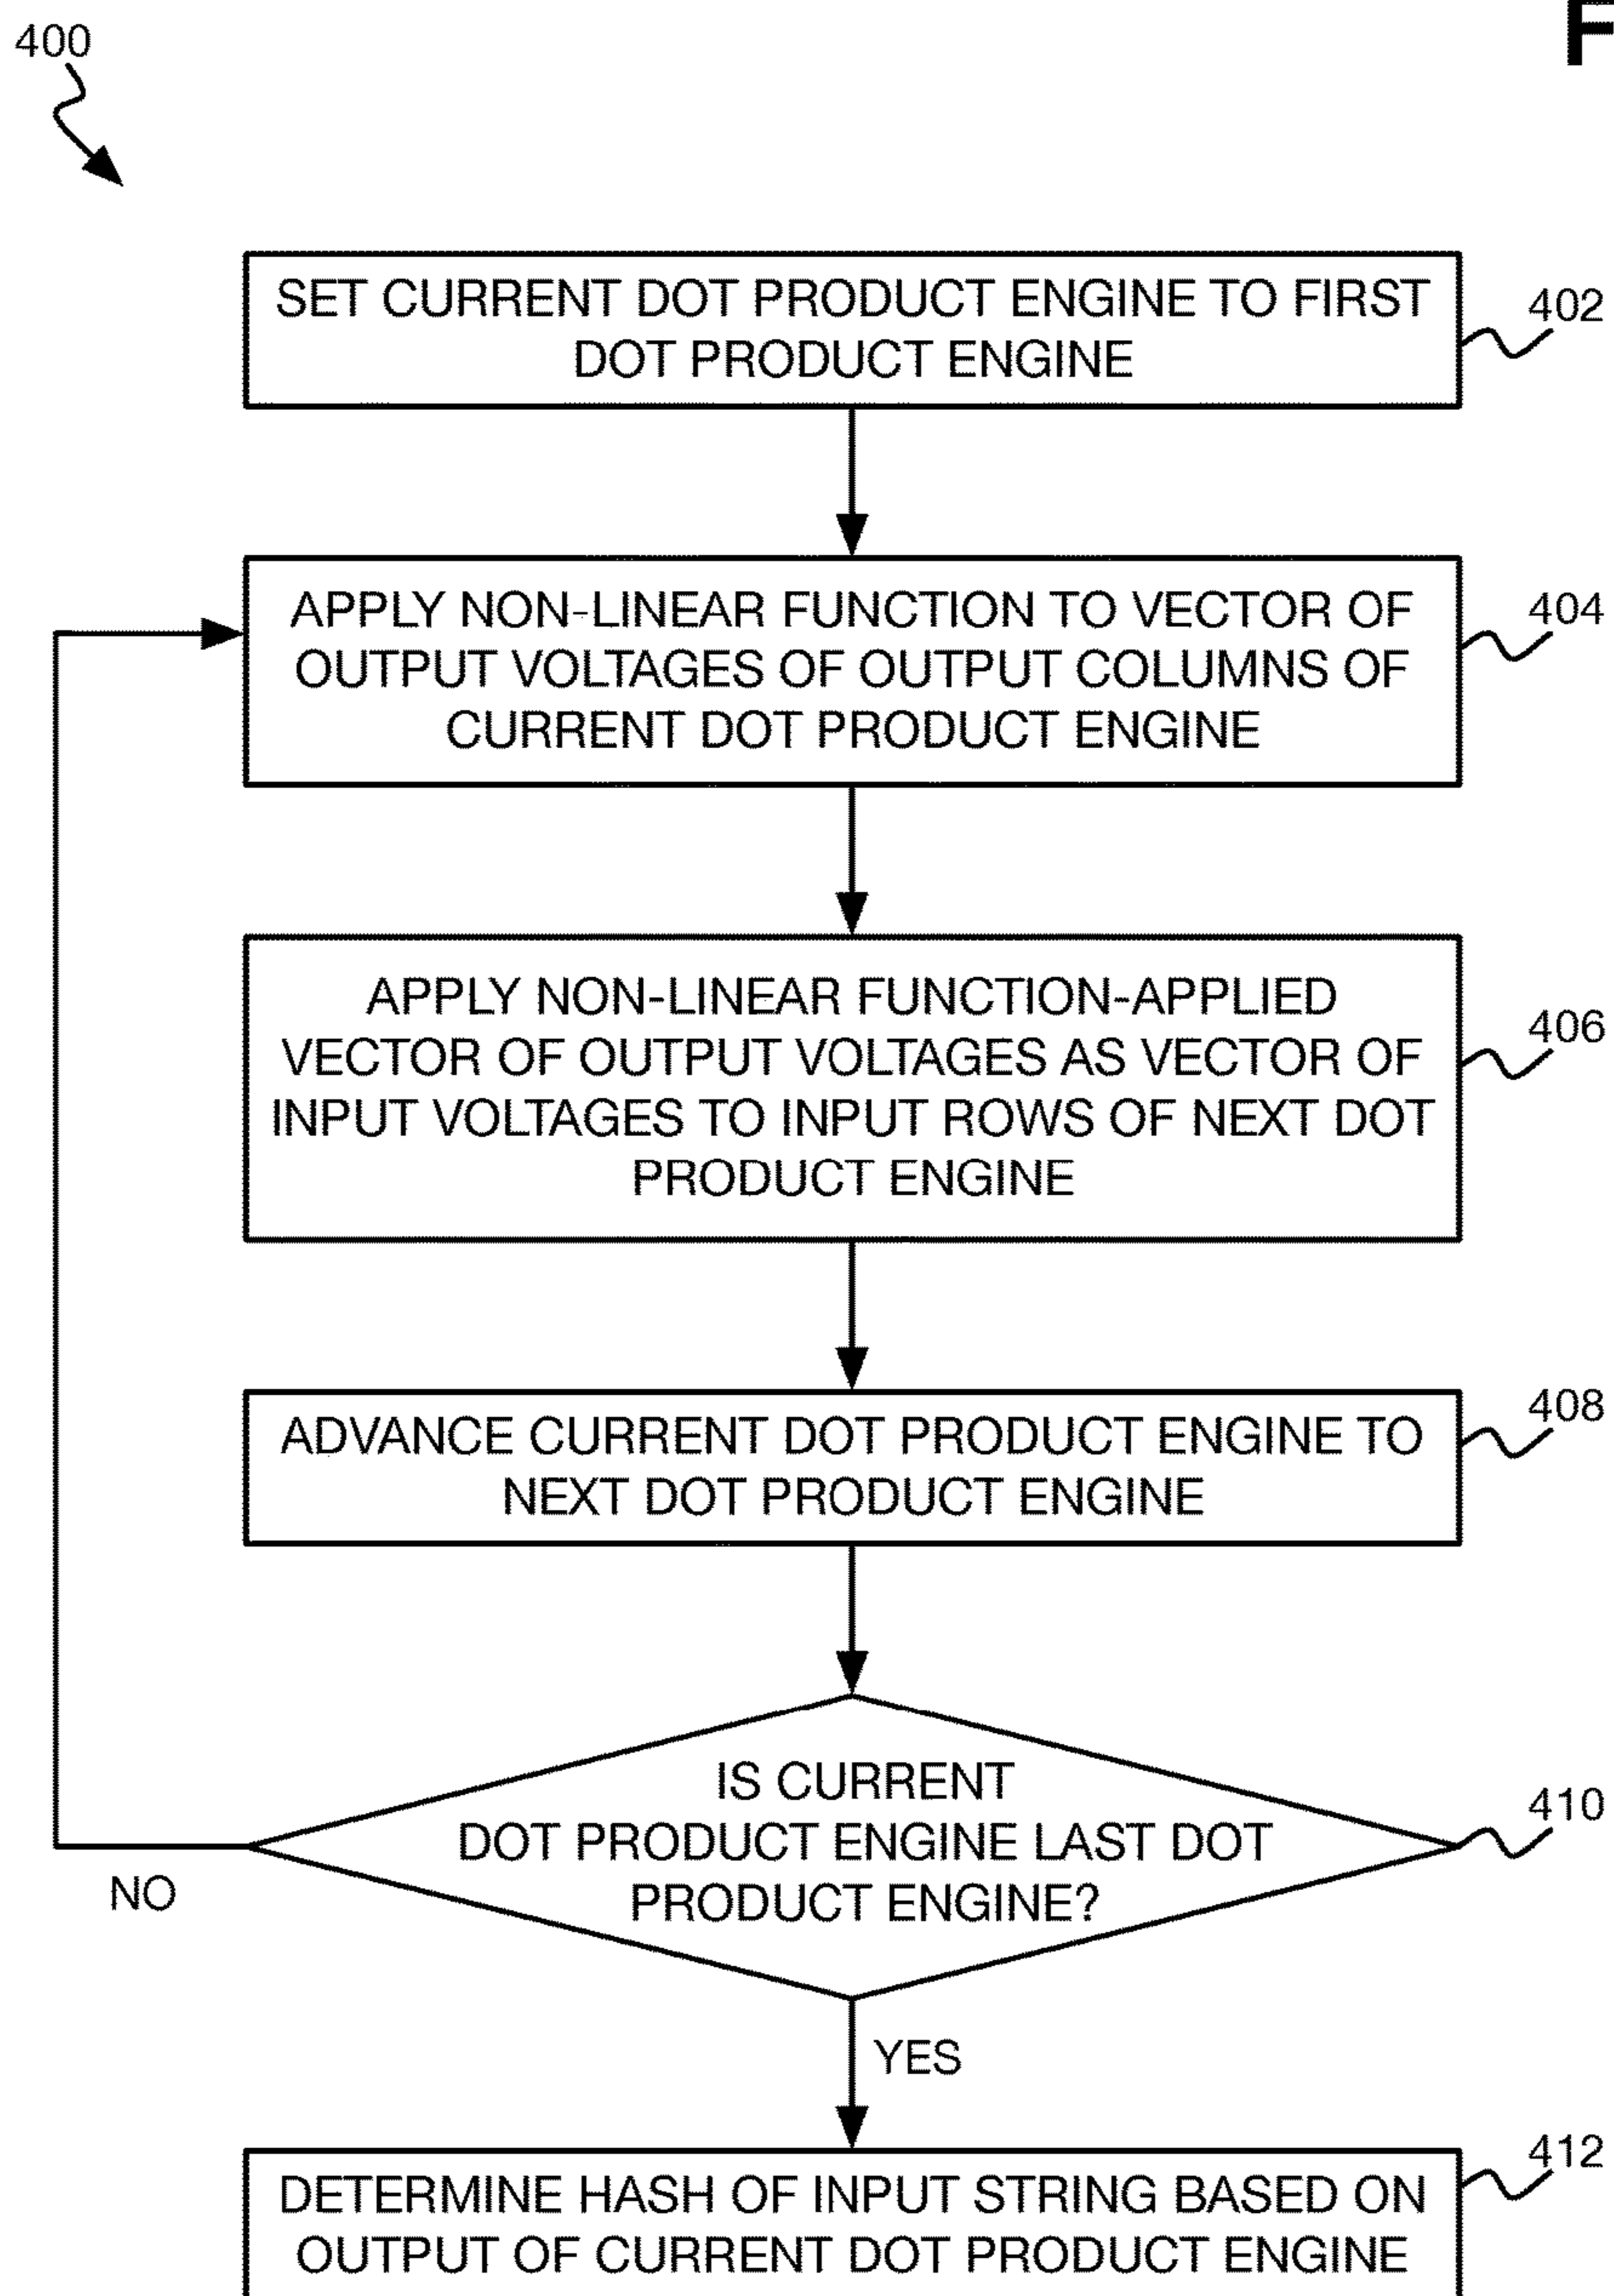 400
SET CURRENT DOT PRODUCT ENGINE TO FIRST
DOT PRODUCT ENGINE
402
APPLY NON-LINEAR FUNCTION TO VECTOR OF
OUTPUT VOLTAGES OF OUTPUT COLUMNS OF
CURRENT DOT PRODUCT ENGINE
404
APPLY NON-LINEAR FUNCTION-APPLIED
VECTOR OF OUTPUT VOLTAGES AS VECTOR OF
INPUT VOLTAGES TO INPUT ROWS OF NEXT DOT
PRODUCT ENGINE
406
ADVANCE CURRENT DOT PRODUCT ENGINE TO
NEXT DOT PRODUCT ENGINE
408
IS CURRENT
DOT PRODUCT ENGINE LAST DOT
PRODUCT ENGINE?
410
NO
YES
DETERMINE HASH OF INPUT STRING BASED ON
OUTPUT OF CURRENT DOT PRODUCT ENGINE
412